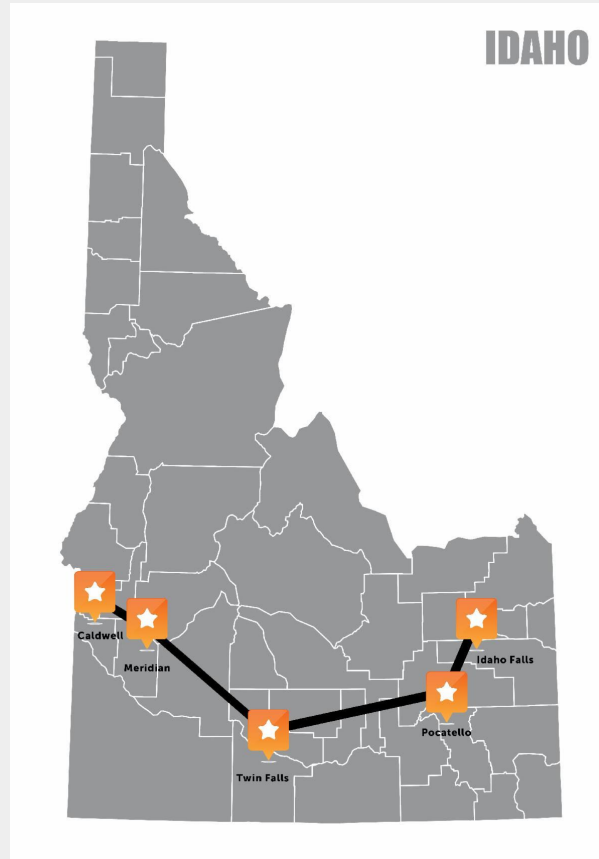 IDAHO
Caldwell
Meridian
Idaho Falls
Pocatello
Twin Falls